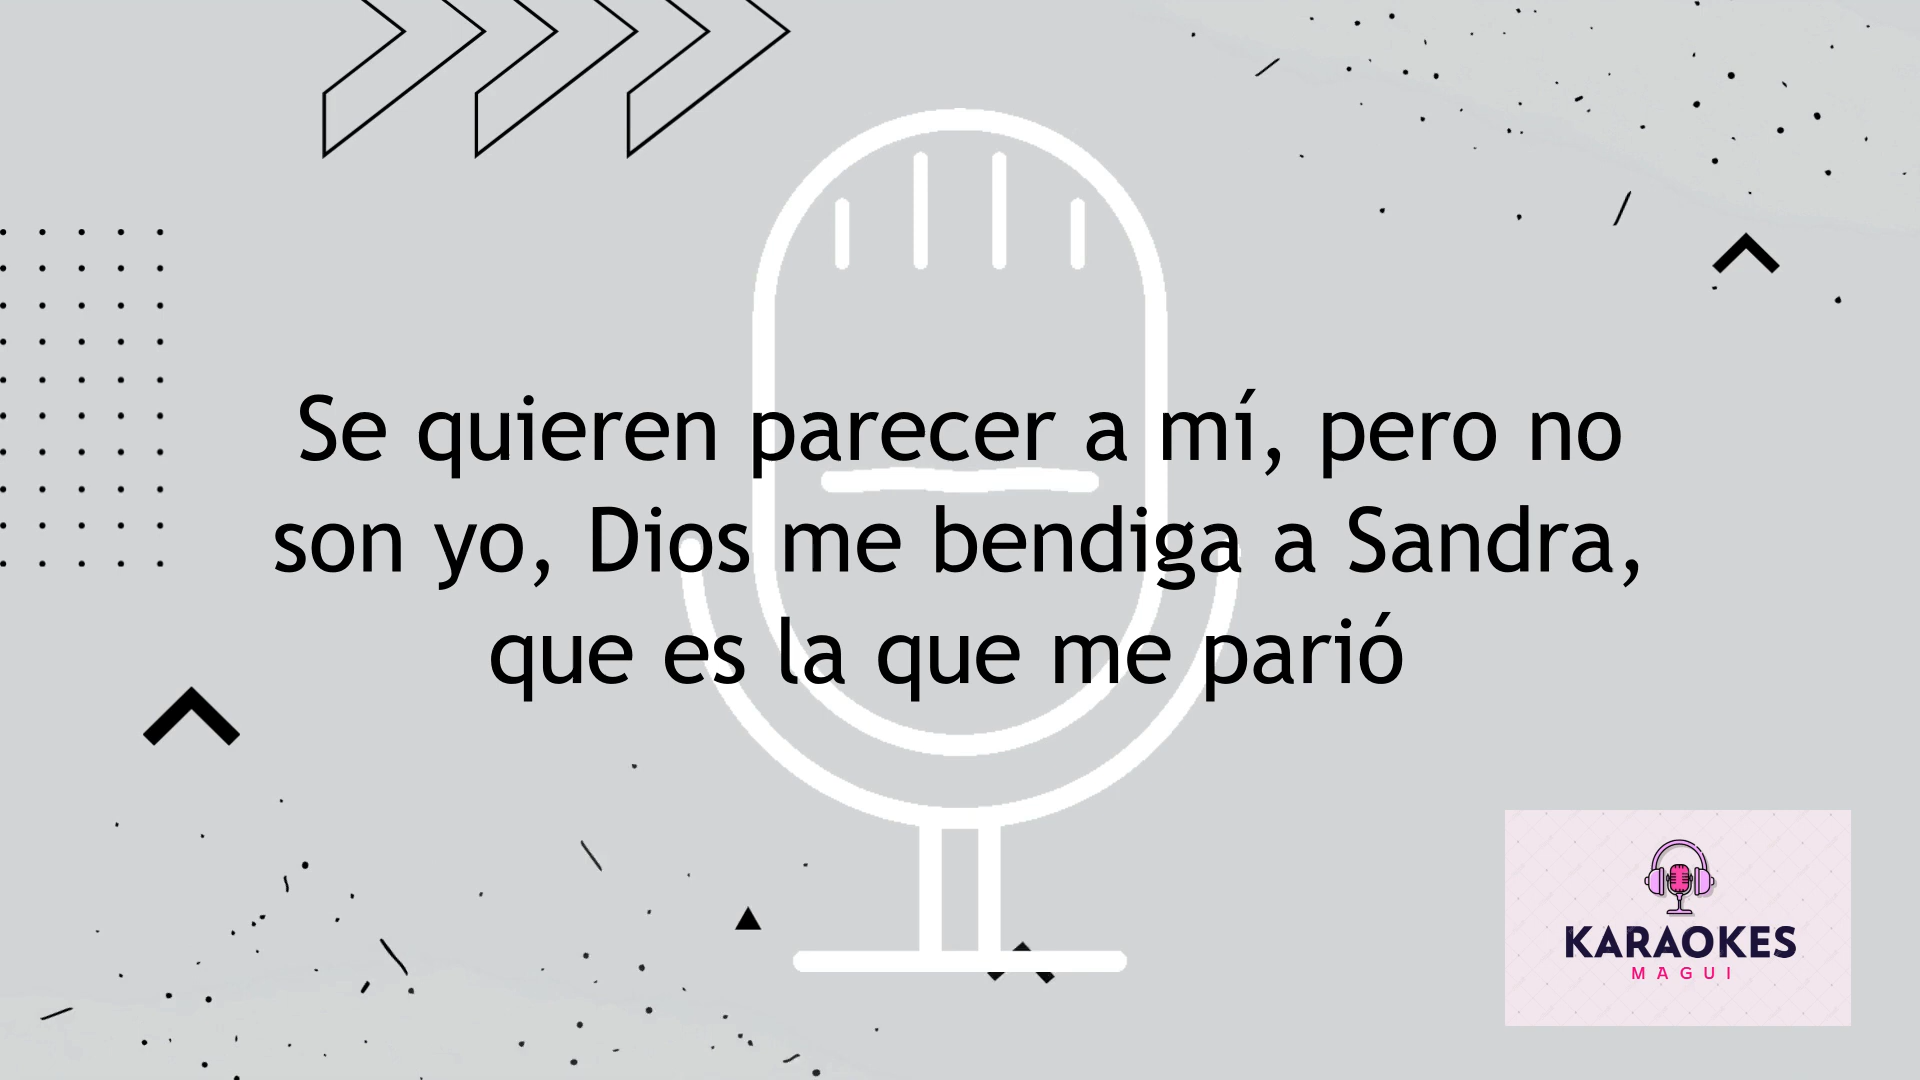 Se quieren parecer a mí, pero no
son yo, Dios me bendiga a Sandra,
que es la que me parió
KARAOKES
MAGUI